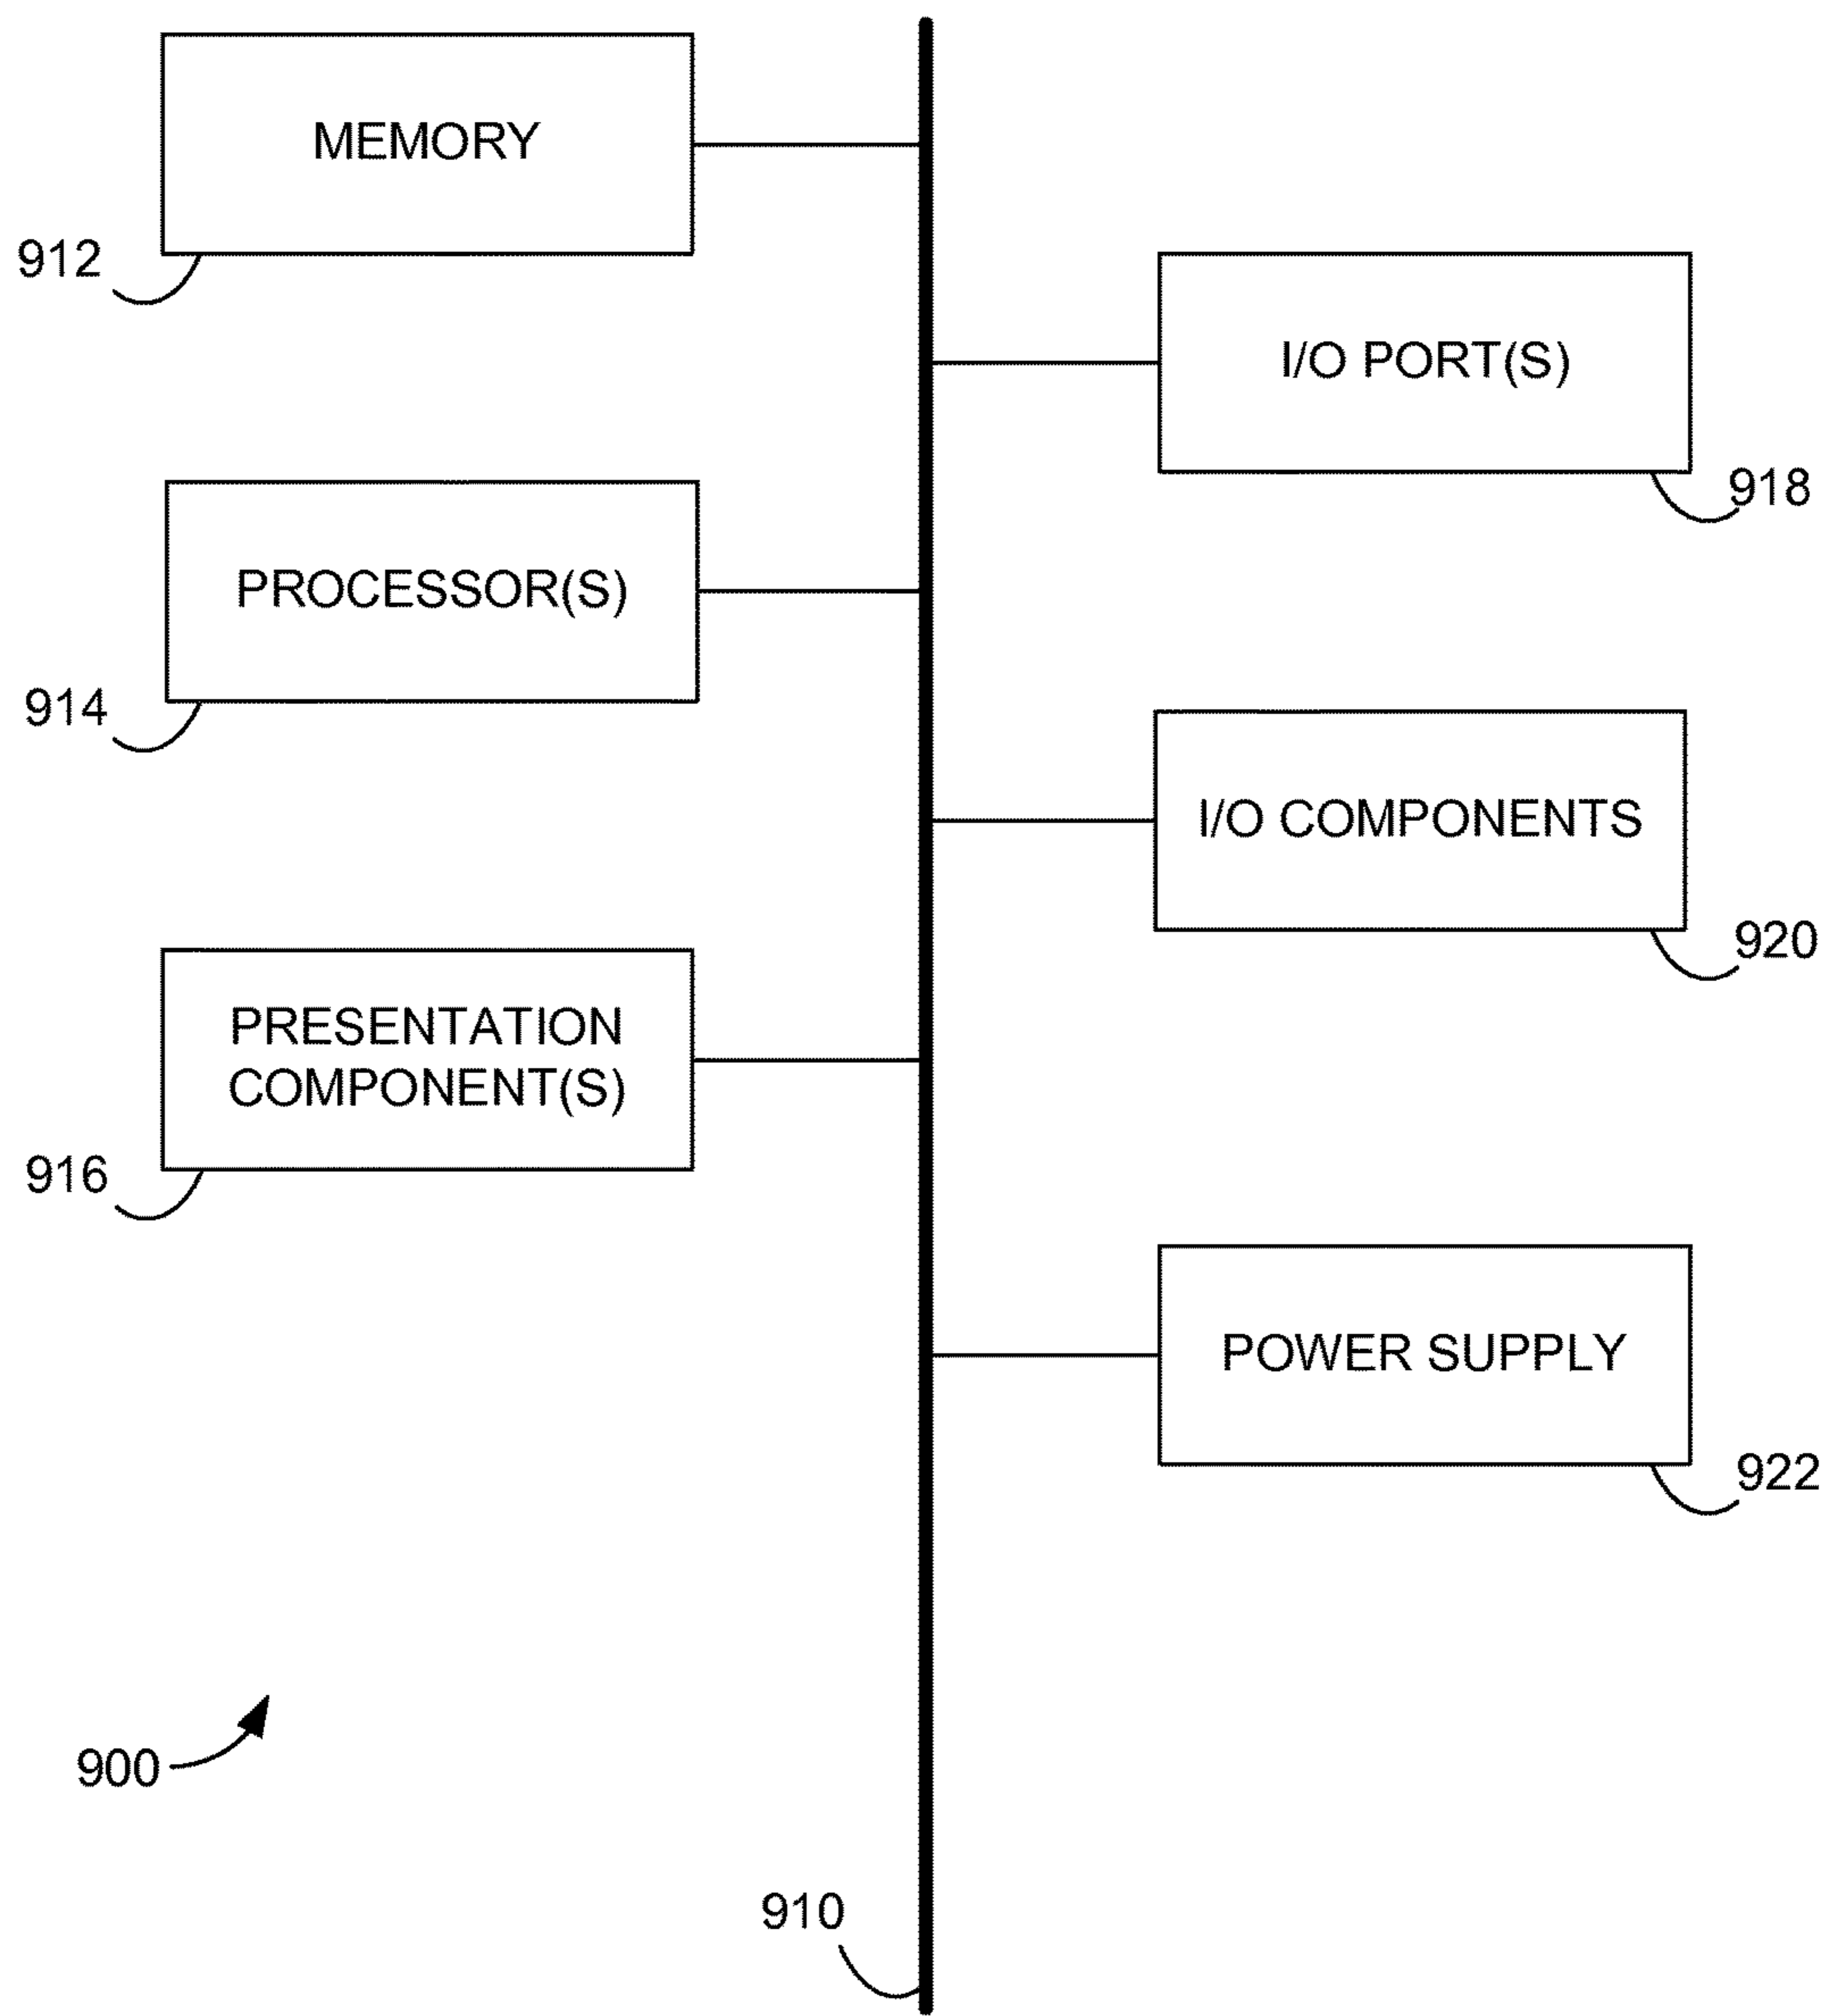 MEMORY
912
I/O PORT(S)
918
PROCESSOR(S)
914
I/O COMPONENTS
920
PRESENTATION
COMPONENT(S)
916
POWER SUPPLY
922
900
910